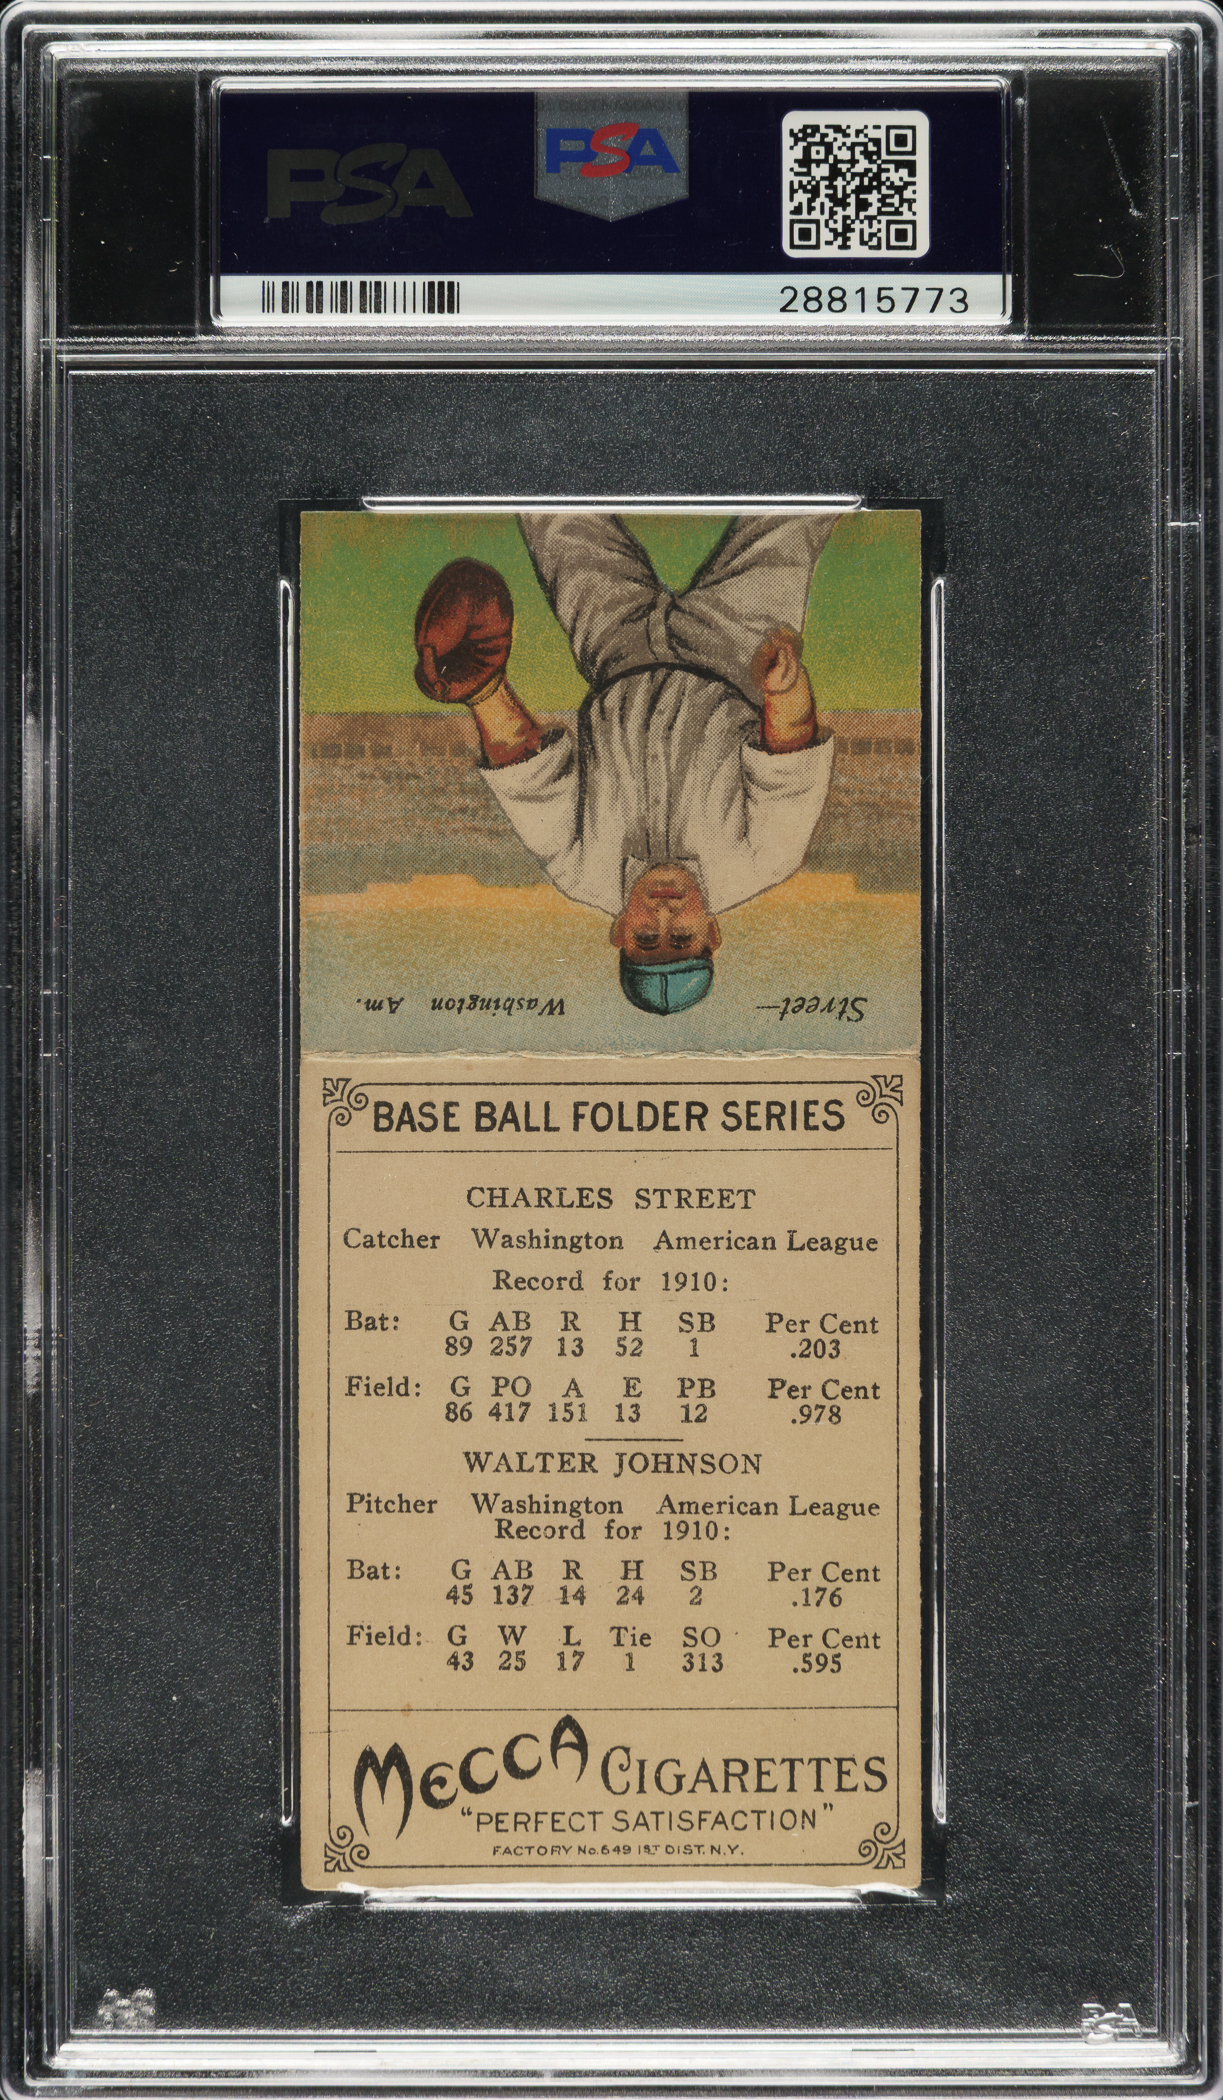 PSA
PSA
28815773
Street— Washington Am.
BASE BALL FOLDER SERIES
CHARLES STREET
Catcher Washington American League
Record for 1910:
Bat: G AB R H SB Per Cent
89 257 13 52 1 .203
Field: G PO A E PB Per Cent
86 417 151 13 12 .978
WALTER JOHNSON
Pitcher Washington American League
Record for 1910:
Bat: G AB R H SB Per Cent
45 137 14 24 2 .176
Field: G W L Tie SO Per Cent
43 25 17 1 313 .595
MECCA CIGARETTES
"PERFECT SATISFACTION"
FACTORY No. 649 1ST DIST. N.Y.
PSA